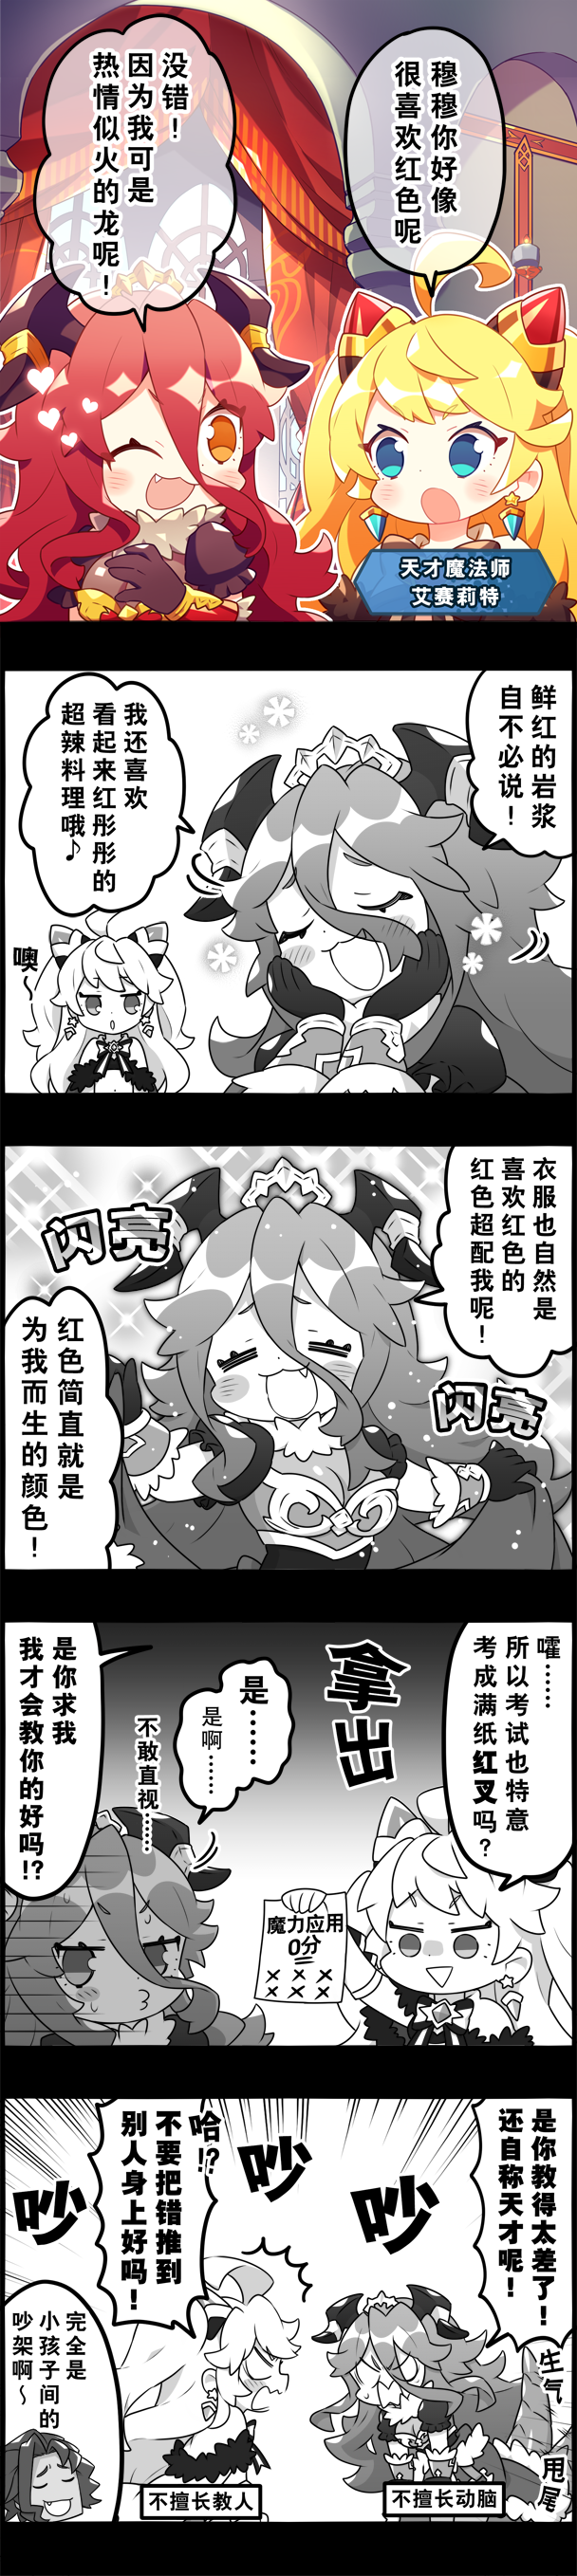 穆穆你好像
很喜欢红色呢
没错！
因为我可是
热情似火的龙呢！
天才魔法师
艾赛莉特
鲜红的岩浆
自不必说！
我还喜欢
看起来红彤彤的
超辣料理哦♪
噢～
衣服也自然是
喜欢红色的
红色超配我呢！
闪亮
闪亮
红色简直就是
为我而生的颜色！
嚯……
所以考试也特意
考成满纸红叉吗？
拿出
魔力应用
0分
是……
是啊……
不敢直视……
是你求我
我才会教你的好吗!?
是你教得太差了！
还自称天才呢！
吵
吵
吵
哈!?
不要把错推到
别人身上好吗！
生气
甩尾
完全是
小孩子间的
吵架啊～
不擅长教人
不擅长动脑